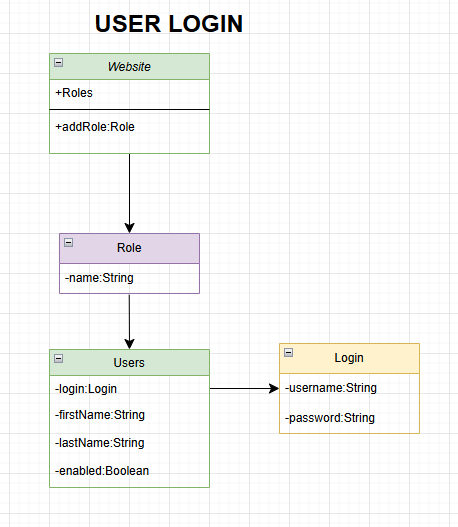 USER LOGIN
Website
+Roles
+addRole:Role
Role
-name:String
Users
-login:Login
-firstName:String
-lastName:String
-enabled:Boolean
Login
-username:String
-password:String